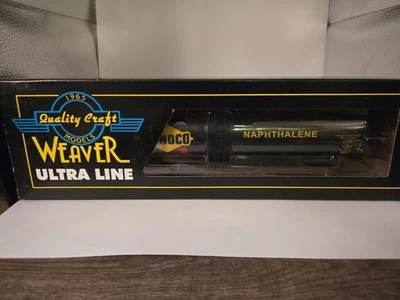 1965
Quality Craft
MODELS
WEAVER
ULTRA LINE
NOCO
NAPHTHALENE